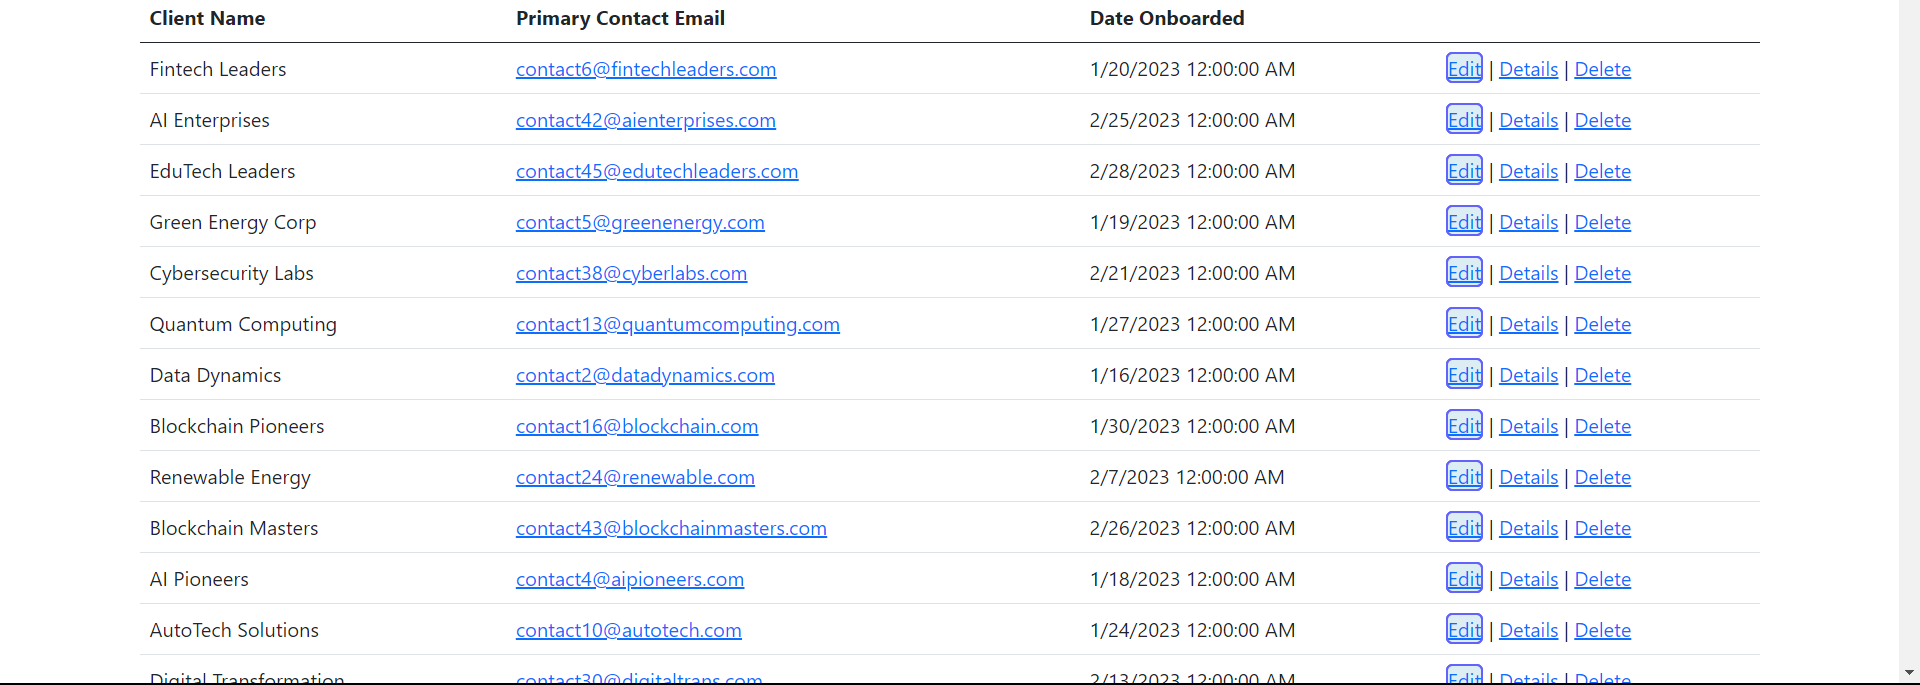 Client Name Primary Contact Email Date Onboarded
Fintech Leaders contact6@fintechleaders.com 1/20/2023 12:00:00 AM Edit | Details | Delete
AI Enterprises contact42@aienterprises.com 2/25/2023 12:00:00 AM Edit | Details | Delete
EduTech Leaders contact45@edutechleaders.com 2/28/2023 12:00:00 AM Edit | Details | Delete
Green Energy Corp contact5@greenenergy.com 1/19/2023 12:00:00 AM Edit | Details | Delete
Cybersecurity Labs contact38@cyberlabs.com 2/21/2023 12:00:00 AM Edit | Details | Delete
Quantum Computing contact13@quantumcomputing.com 1/27/2023 12:00:00 AM Edit | Details | Delete
Data Dynamics contact2@datadynamics.com 1/16/2023 12:00:00 AM Edit | Details | Delete
Blockchain Pioneers contact16@blockchain.com 1/30/2023 12:00:00 AM Edit | Details | Delete
Renewable Energy contact24@renewable.com 2/7/2023 12:00:00 AM Edit | Details | Delete
Blockchain Masters contact43@blockchainmasters.com 2/26/2023 12:00:00 AM Edit | Details | Delete
AI Pioneers contact4@aipioneers.com 1/18/2023 12:00:00 AM Edit | Details | Delete
AutoTech Solutions contact10@autotech.com 1/24/2023 12:00:00 AM Edit | Details | Delete
Digital Transformation contact30@digitaltrans.com 2/13/2023 12:00:00 AM Edit | Details | Delete